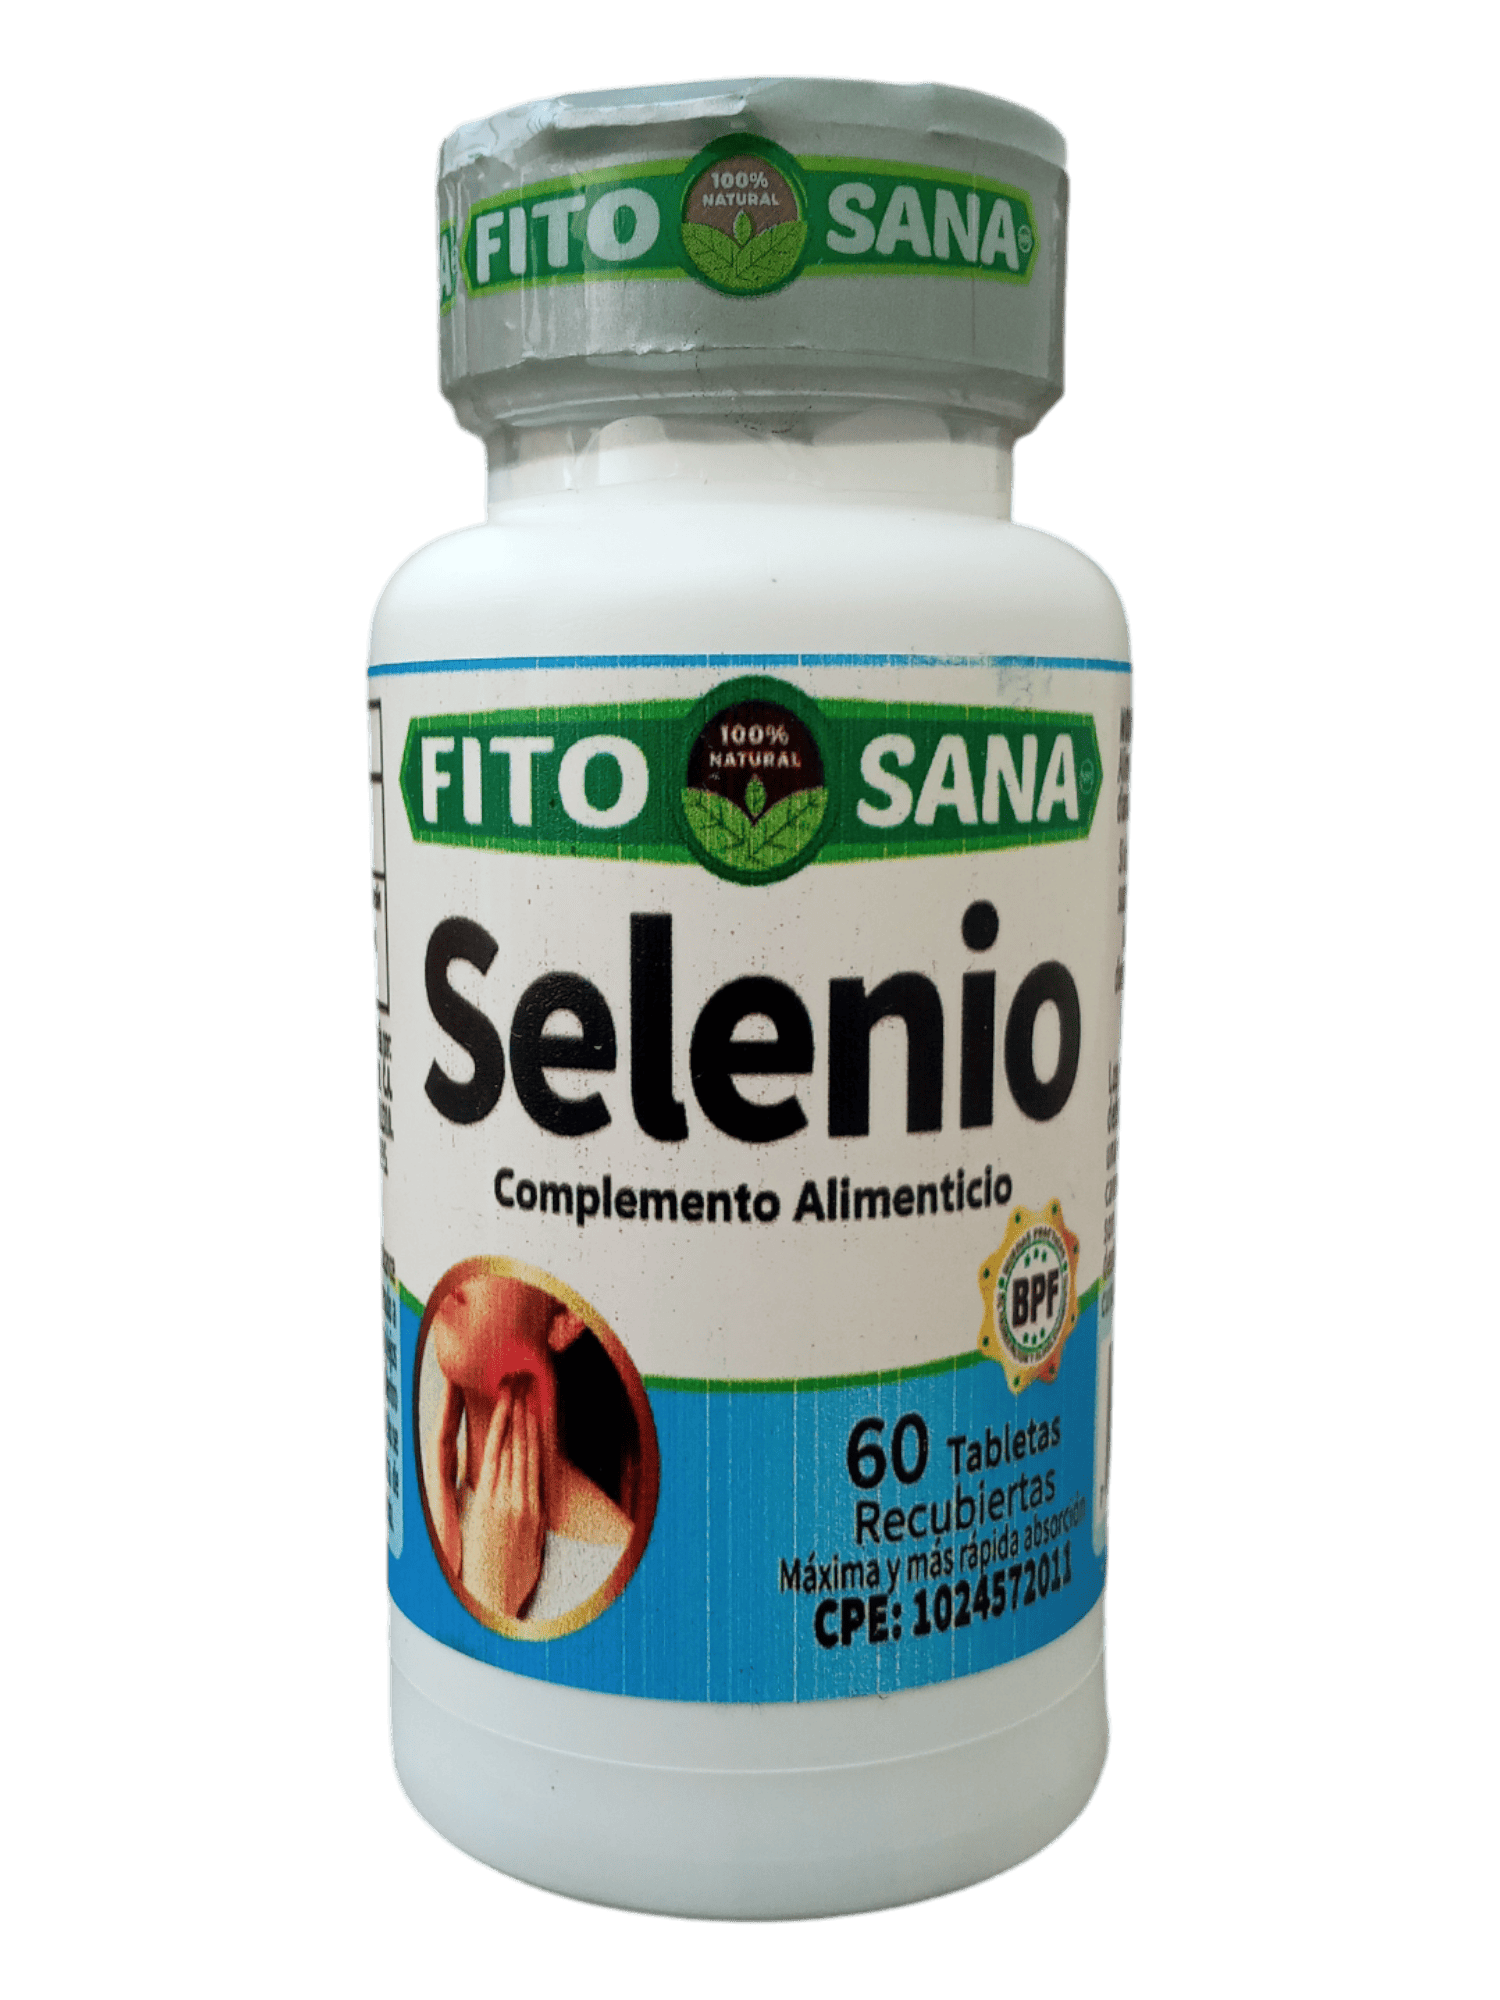 100%
NATURAL
FITO SANA
100%
NATURAL
FITO SANA
Selenio
Complemento Alimenticio
BPF
60 Tabletas
Recubiertas
Máxima y más rápida absorción
CPE: 1024572011